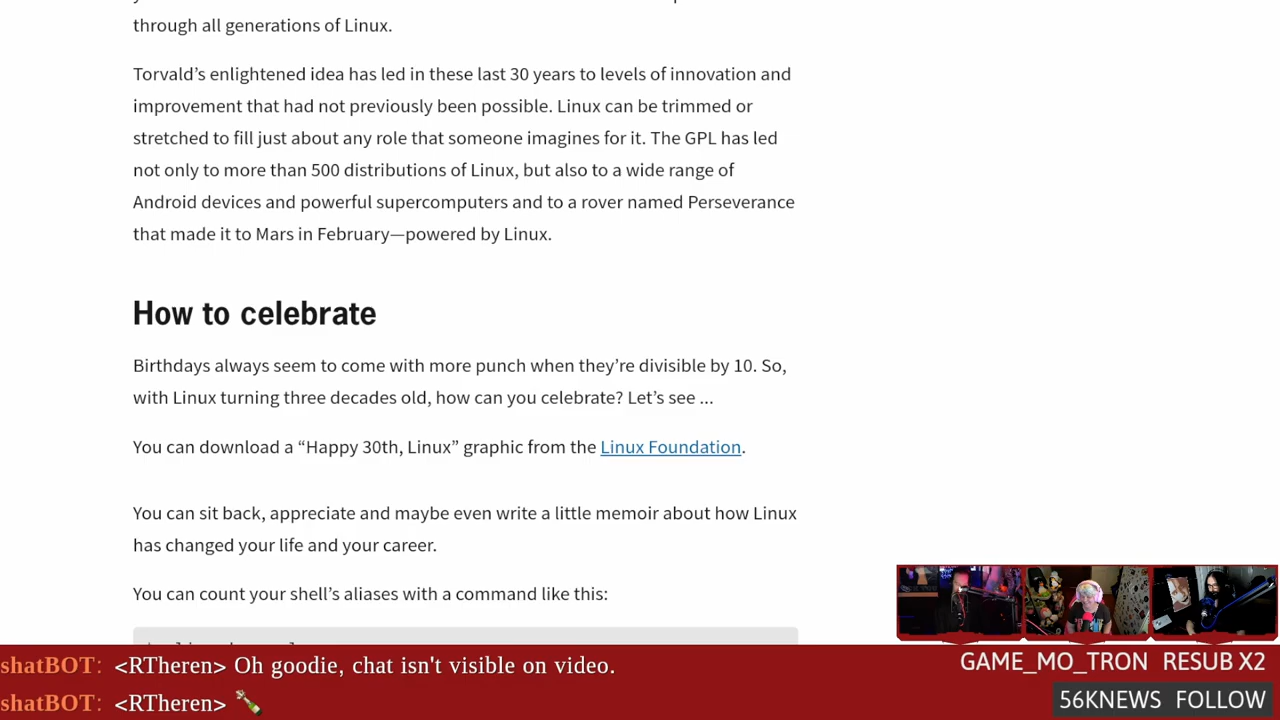 through all generations of Linux.
Torvald’s enlightened idea has led in these last 30 years to levels of innovation and
improvement that had not previously been possible. Linux can be trimmed or
stretched to fill just about any role that someone imagines for it. The GPL has led
not only to more than 500 distributions of Linux, but also to a wide range of
Android devices and powerful supercomputers and to a rover named Perseverance
that made it to Mars in February—powered by Linux.
How to celebrate
Birthdays always seem to come with more punch when they’re divisible by 10. So,
with Linux turning three decades old, how can you celebrate? Let’s see ...
You can download a “Happy 30th, Linux” graphic from the Linux Foundation.
You can sit back, appreciate and maybe even write a little memoir about how Linux
has changed your life and your career.
You can count your shell’s aliases with a command like this:
shatBOT: <RTheren> Oh goodie, chat isn't visible on video.
shatBOT: <RTheren> 🍾
GAME_MO_TRON RESUB X2
56KNEWS FOLLOW